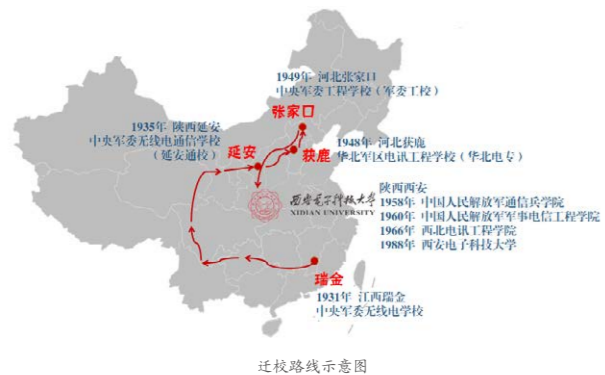 1949年 河北张家口
中央军委工程学校（军委工校）
张家口
1935年 陕西延安
中央军委无线电通信学校
（延安通校）
延安
1948年 河北获鹿
华北军区电讯工程学校（华北电专）
获鹿
西安电子科技大学
XIDIAN UNIVERSITY
陕西西安
1958年 中国人民解放军通信兵学院
1960年 中国人民解放军军事电信工程学院
1966年 西北电讯工程学院
1988年 西安电子科技大学
瑞金
1931年 江西瑞金
中央军委无线电学校
迁校路线示意图